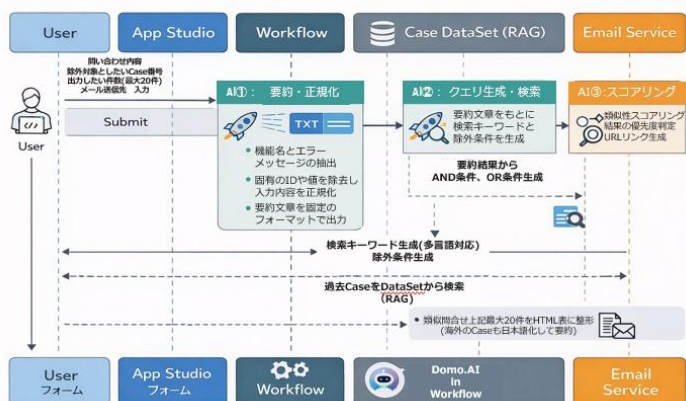 User
App Studio
Workflow
Case DataSet (RAG)
Email Service
問い合わせ内容
除外対象としたいCase番号
出力したい件数(最大20件)
メール送信先 入力
Submit
User
AI①： 要約・正規化
TXT
• 機能名とエラー
メッセージの抽出
• 固有のIDや値を除去し
入力内容を正規化
• 要約文章を固定の
フォーマットで出力
AI②： クエリ生成・検索
要約文章をもとに
検索キーワードと
除外条件を生成
AI③:スコアリング
類似性スコアリング
結果の優先度判定
URLリンク生成
要約結果から
AND条件、OR条件生成
検索キーワード生成(多言語対応)
除外条件生成
過去CaseをDataSetから検索
(RAG)
• 類似問合せ上記最大20件をHTML表に整形
(海外のCaseも日本語化して要約)
User
フォーム
App Studio
フォーム
Workflow
Domo.AI
in
Workflow
Email
Service